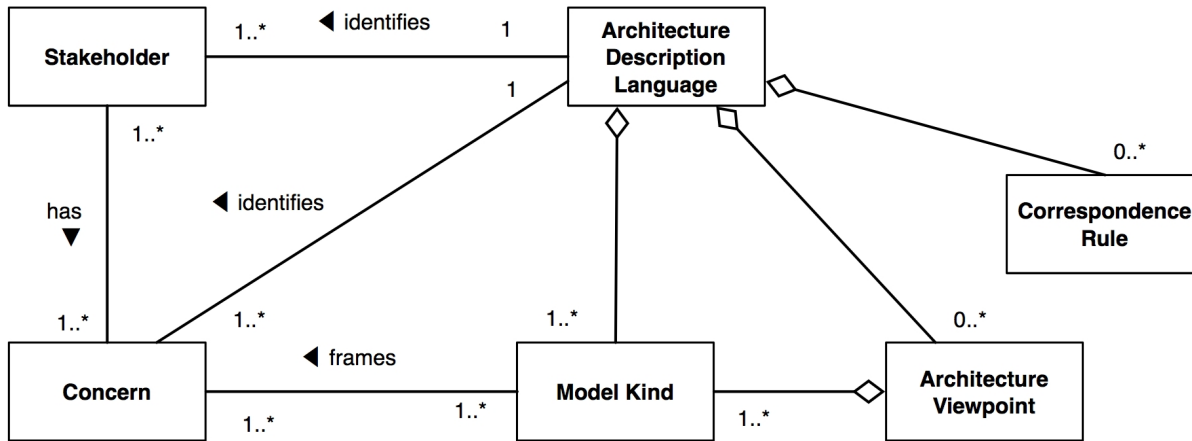 1..*
◀ identifies
1
Stakeholder
Architecture
Description
Language
1
1..*
0..*
has
▼
◀ identifies
Correspondence
Rule
1..*
1..*
1..*
0..*
◀ frames
Concern
Model Kind
Architecture
Viewpoint
1..*
1..*
1..*